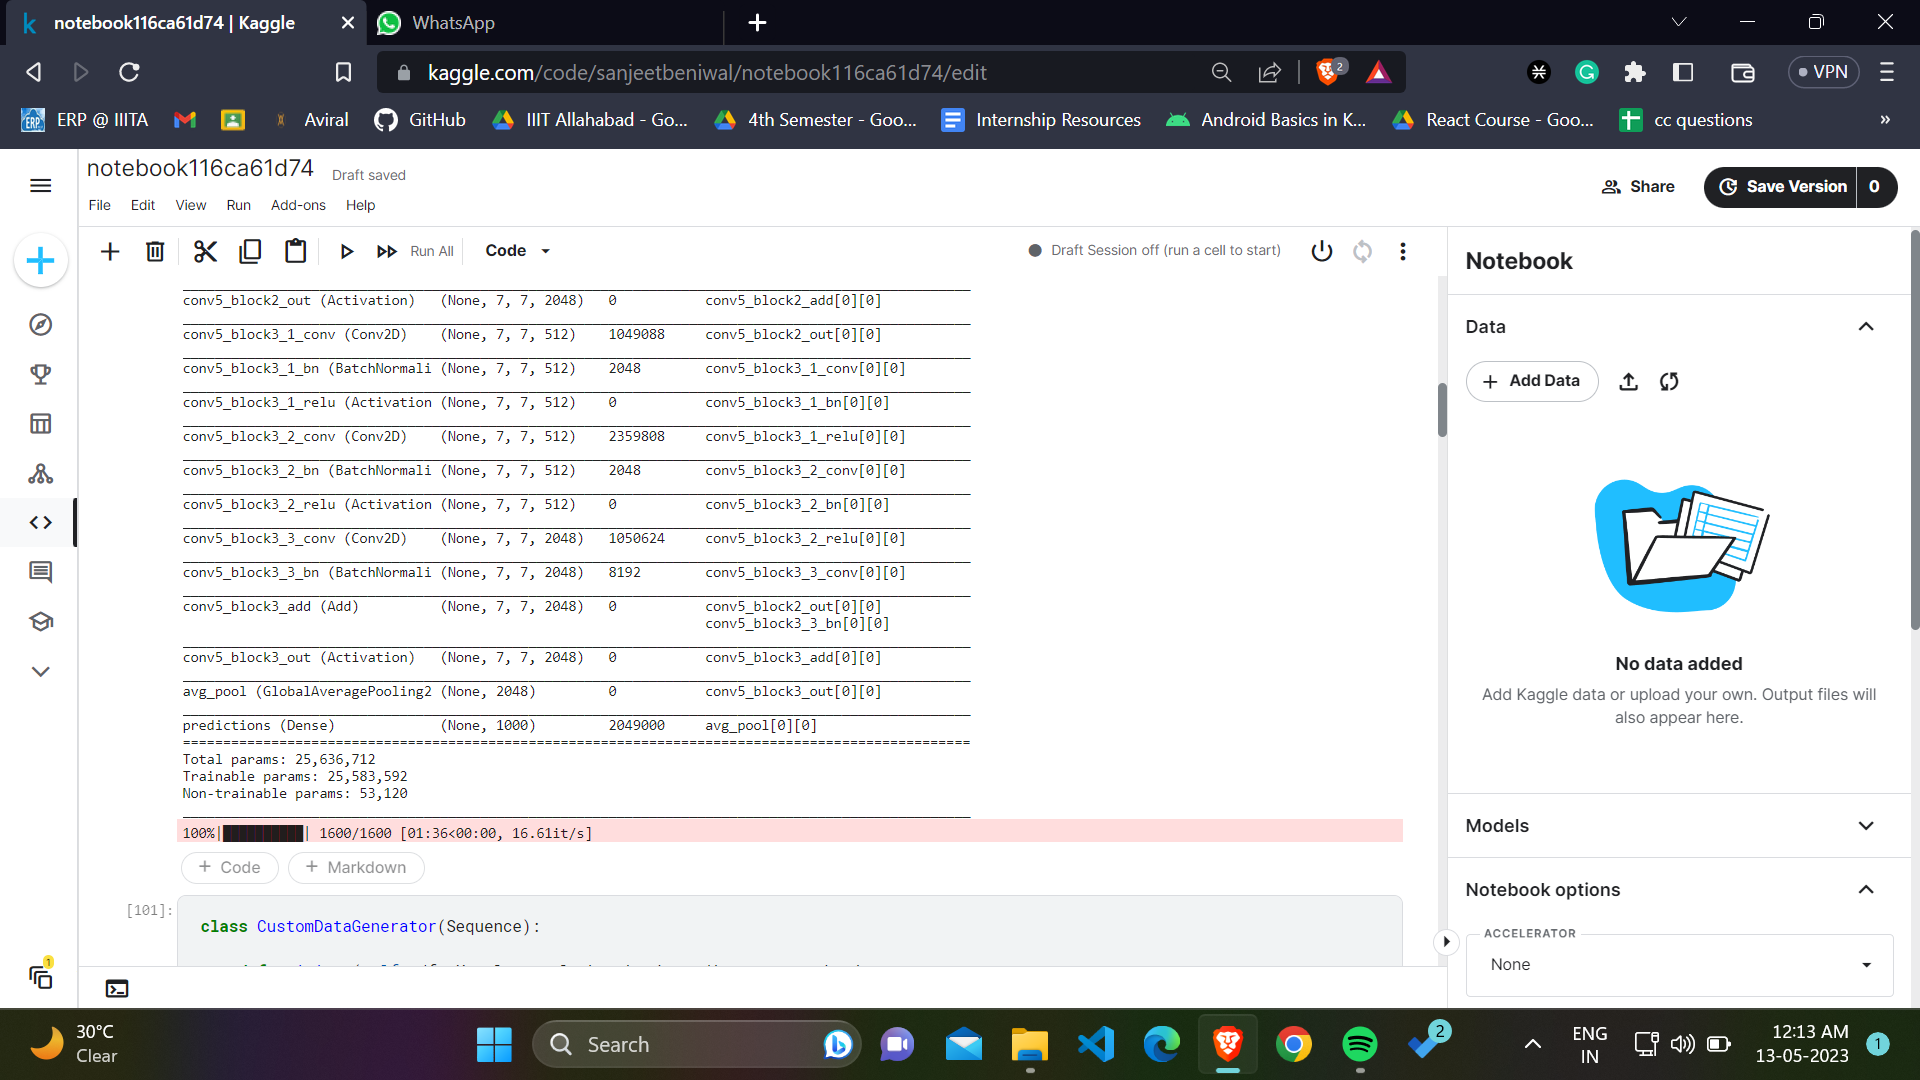 notebook116ca61d74 | Kaggle
WhatsApp
kaggle.com/code/sanjeetbeniwal/notebook116ca61d74/edit
2
VPN
ERP @ IIITA
Aviral
GitHub
IIIT Allahabad - Go...
4th Semester - Goo...
Internship Resources
Android Basics in K...
React Course - Goo...
cc questions
»
notebook116ca61d74
Draft saved
File Edit View Run Add-ons Help
Share
Save Version
0
Run All
Code
Draft Session off (run a cell to start)
conv5_block2_out (Activation) (None, 7, 7, 2048) 0 conv5_block2_add[0][0]
conv5_block3_1_conv (Conv2D) (None, 7, 7, 512) 1049088 conv5_block2_out[0][0]
conv5_block3_1_bn (BatchNormali (None, 7, 7, 512) 2048 conv5_block3_1_conv[0][0]
conv5_block3_1_relu (Activation (None, 7, 7, 512) 0 conv5_block3_1_bn[0][0]
conv5_block3_2_conv (Conv2D) (None, 7, 7, 512) 2359808 conv5_block3_1_relu[0][0]
conv5_block3_2_bn (BatchNormali (None, 7, 7, 512) 2048 conv5_block3_2_conv[0][0]
conv5_block3_2_relu (Activation (None, 7, 7, 512) 0 conv5_block3_2_bn[0][0]
conv5_block3_3_conv (Conv2D) (None, 7, 7, 2048) 1050624 conv5_block3_2_relu[0][0]
conv5_block3_3_bn (BatchNormali (None, 7, 7, 2048) 8192 conv5_block3_3_conv[0][0]
conv5_block3_add (Add) (None, 7, 7, 2048) 0 conv5_block2_out[0][0]
conv5_block3_3_bn[0][0]
conv5_block3_out (Activation) (None, 7, 7, 2048) 0 conv5_block3_add[0][0]
avg_pool (GlobalAveragePooling2 (None, 2048) 0 conv5_block3_out[0][0]
predictions (Dense) (None, 1000) 2049000 avg_pool[0][0]
Total params: 25,636,712
Trainable params: 25,583,592
Non-trainable params: 53,120
100%|██████████| 1600/1600 [01:36<00:00, 16.61it/s]
+ Code
+ Markdown
[101]:
class CustomDataGenerator(Sequence):
Notebook
Data
+ Add Data
No data added
Add Kaggle data or upload your own. Output files will
also appear here.
Models
Notebook options
ACCELERATOR
None
1
30°C
Clear
Search
2
ENG
IN
12:13 AM
13-05-2023
1